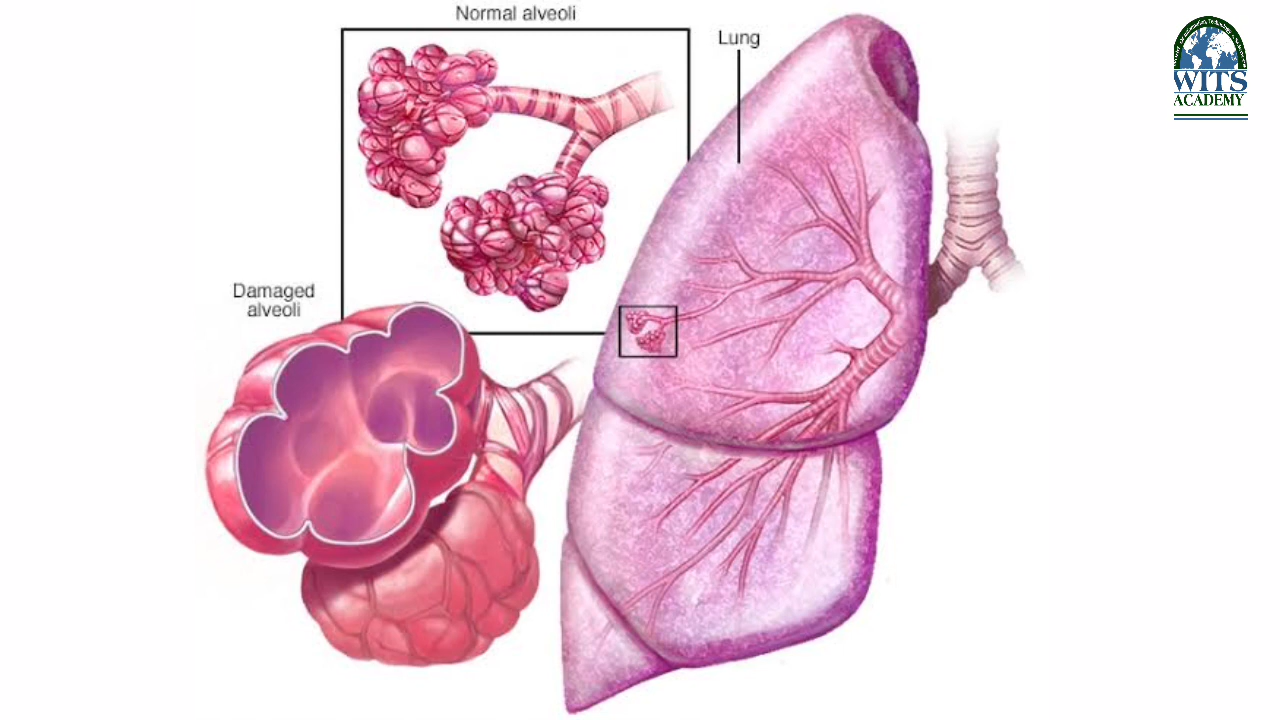 Normal alveoli
Lung
Damaged
alveoli
WITS
ACADEMY